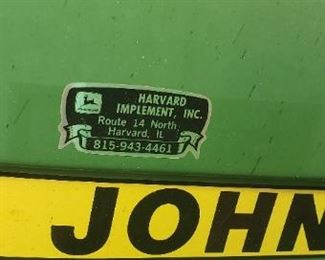 HARVARD
IMPLEMENT, INC.
Route 14 North
Harvard, IL
815-943-4461
JOHN